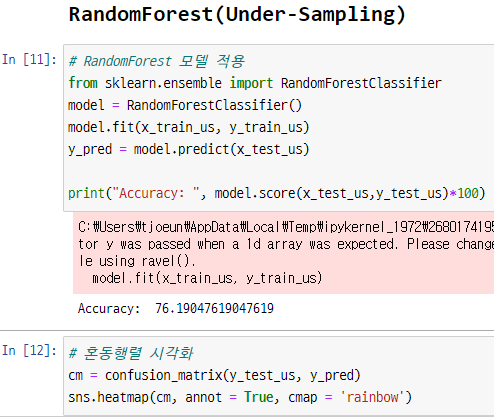 RandomForest(Under-Sampling)
In [11]:
# RandomForest 모델 적용
from sklearn.ensemble import RandomForestClassifier
model = RandomForestClassifier()
model.fit(x_train_us, y_train_us)
y_pred = model.predict(x_test_us)
print("Accuracy: ", model.score(x_test_us,y_test_us)*100)
C:₩Users₩tjoeun₩AppData₩Local₩Temp₩ipykernel_1972₩2680174195
tor y was passed when a 1d array was expected. Please change
le using ravel().
model.fit(x_train_us, y_train_us)
Accuracy:  76.19047619047619
In [12]:
# 혼동행렬 시각화
cm = confusion_matrix(y_test_us, y_pred)
sns.heatmap(cm, annot = True, cmap = 'rainbow')